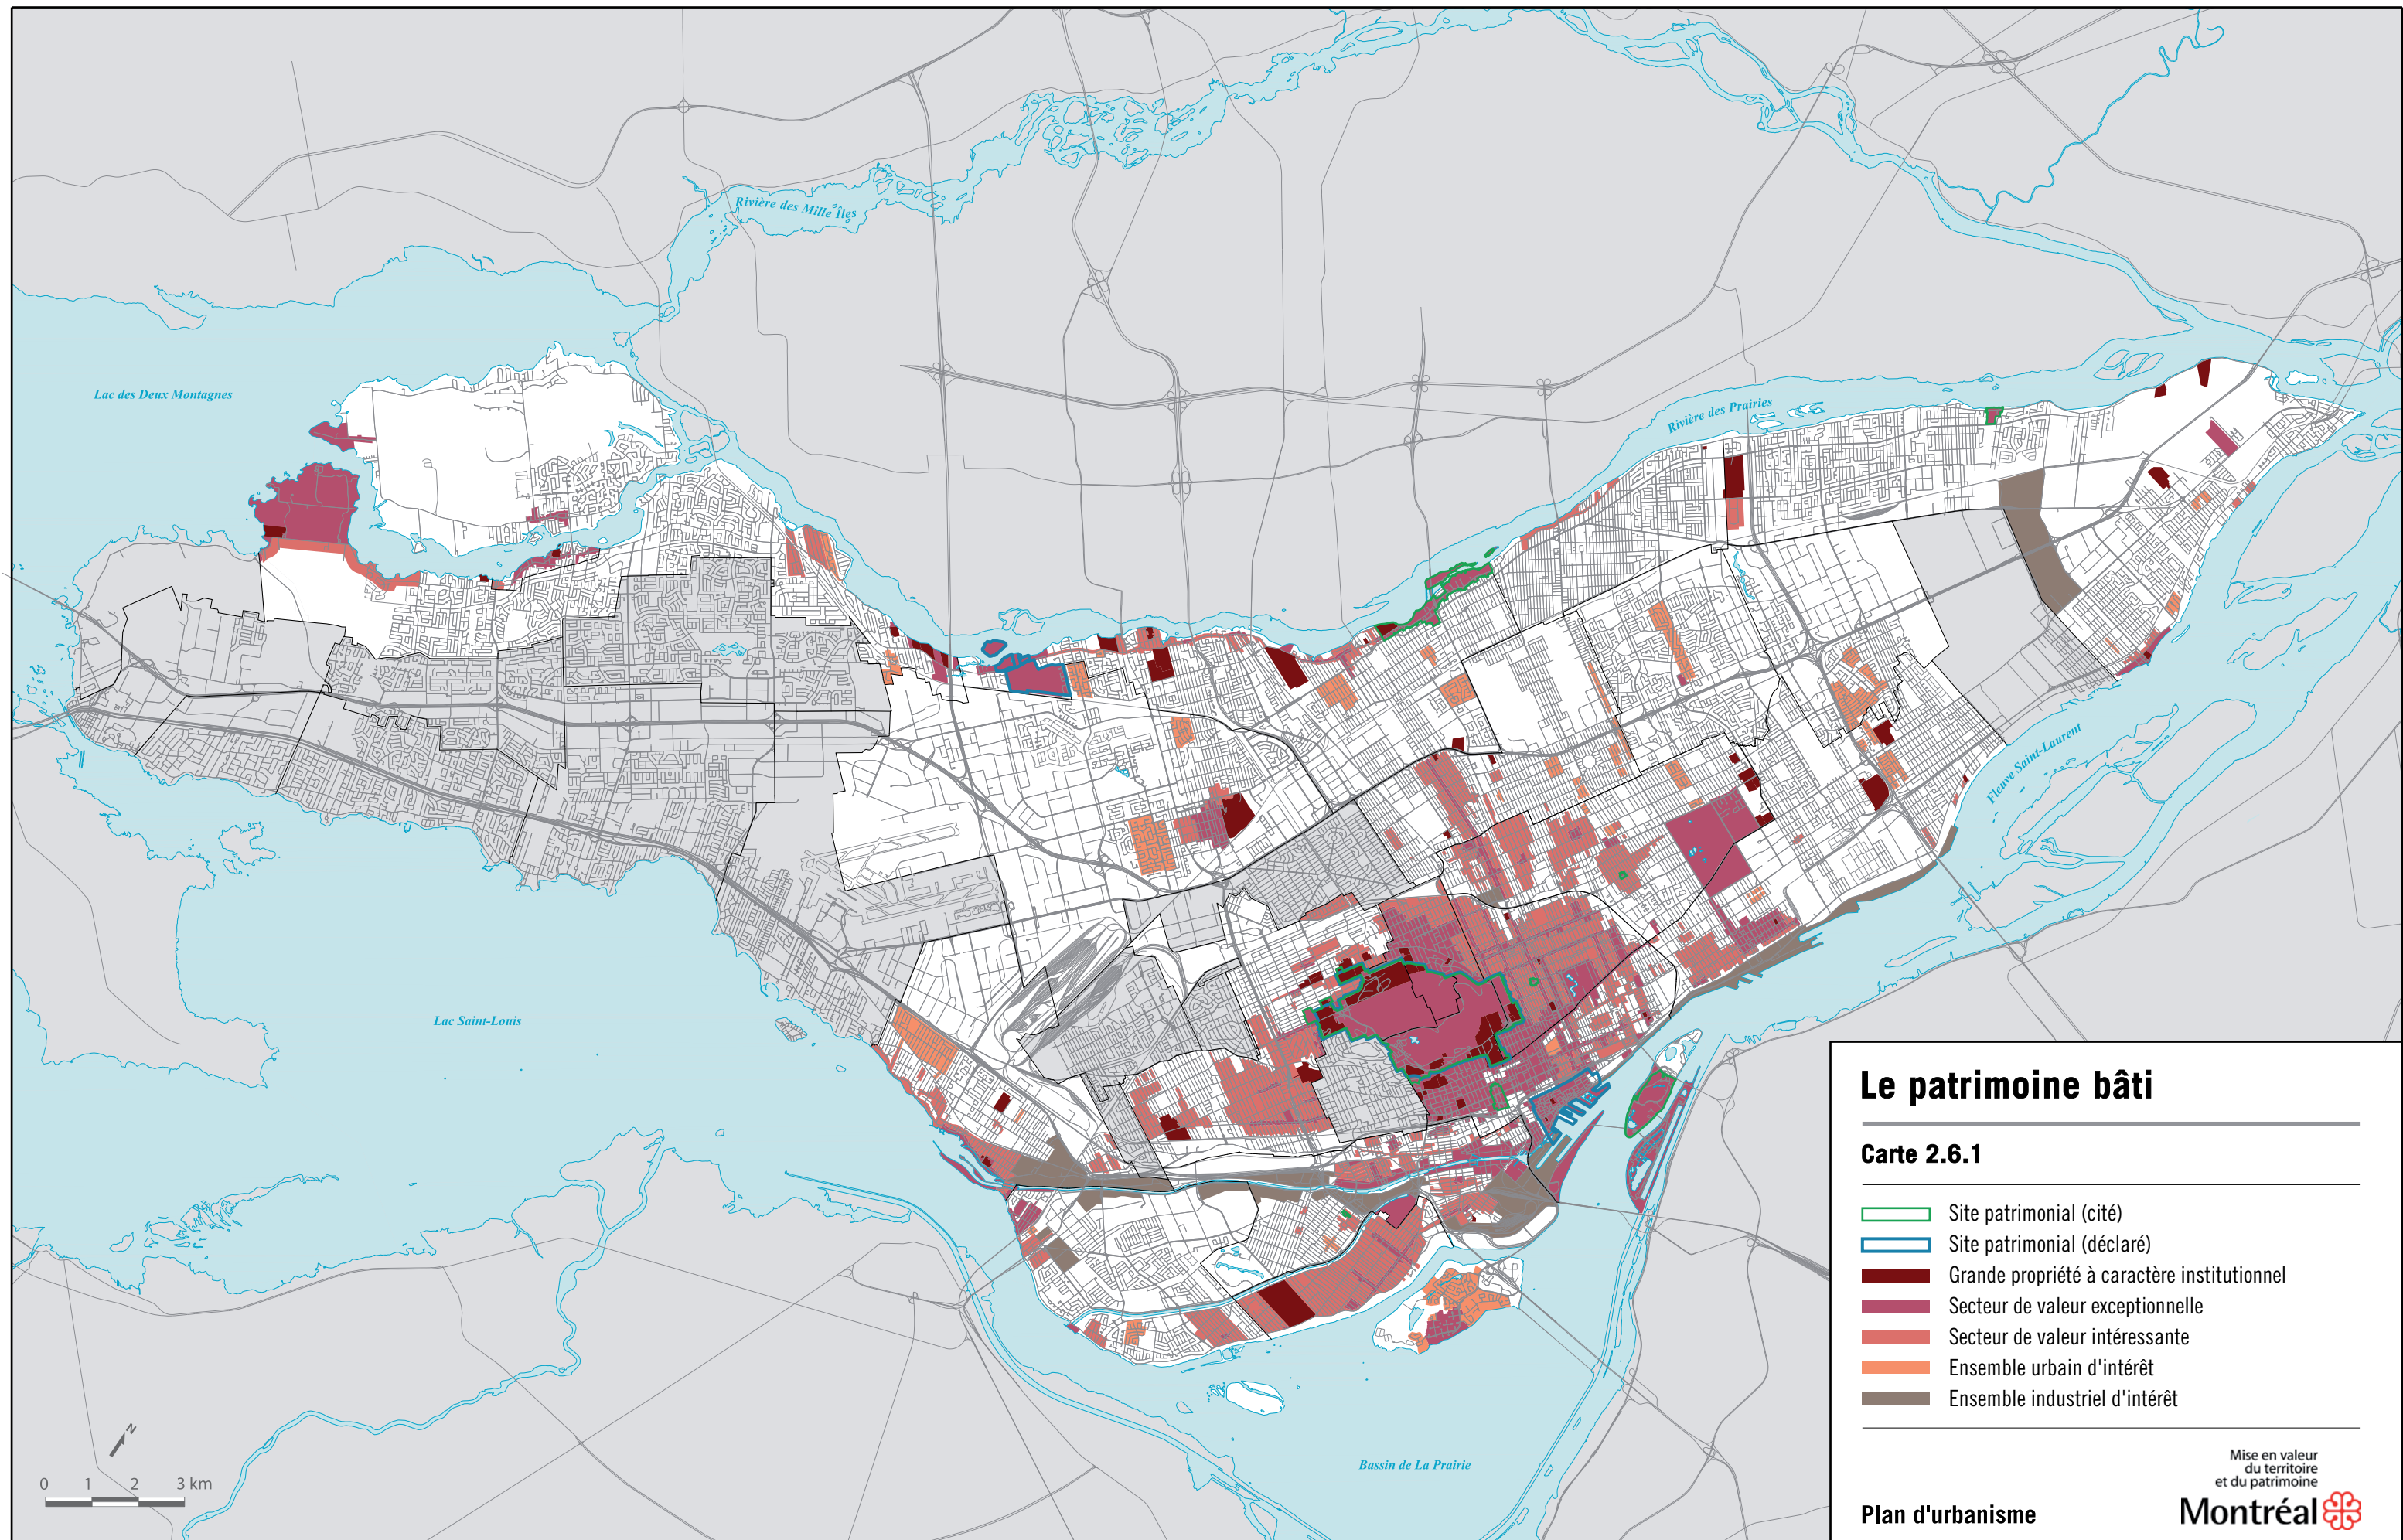 Rivière des Mille Îles
Lac des Deux Montagnes
Rivière des Prairies
Fleuve Saint-Laurent
Lac Saint-Louis
Bassin de La Prairie
N
0 1 2 3 km
Le patrimoine bâti
Carte 2.6.1
Site patrimonial (cité)
Site patrimonial (déclaré)
Grande propriété à caractère institutionnel
Secteur de valeur exceptionnelle
Secteur de valeur intéressante
Ensemble urbain d'intérêt
Ensemble industriel d'intérêt
Mise en valeur
du territoire
et du patrimoine
Plan d'urbanisme
Montréal